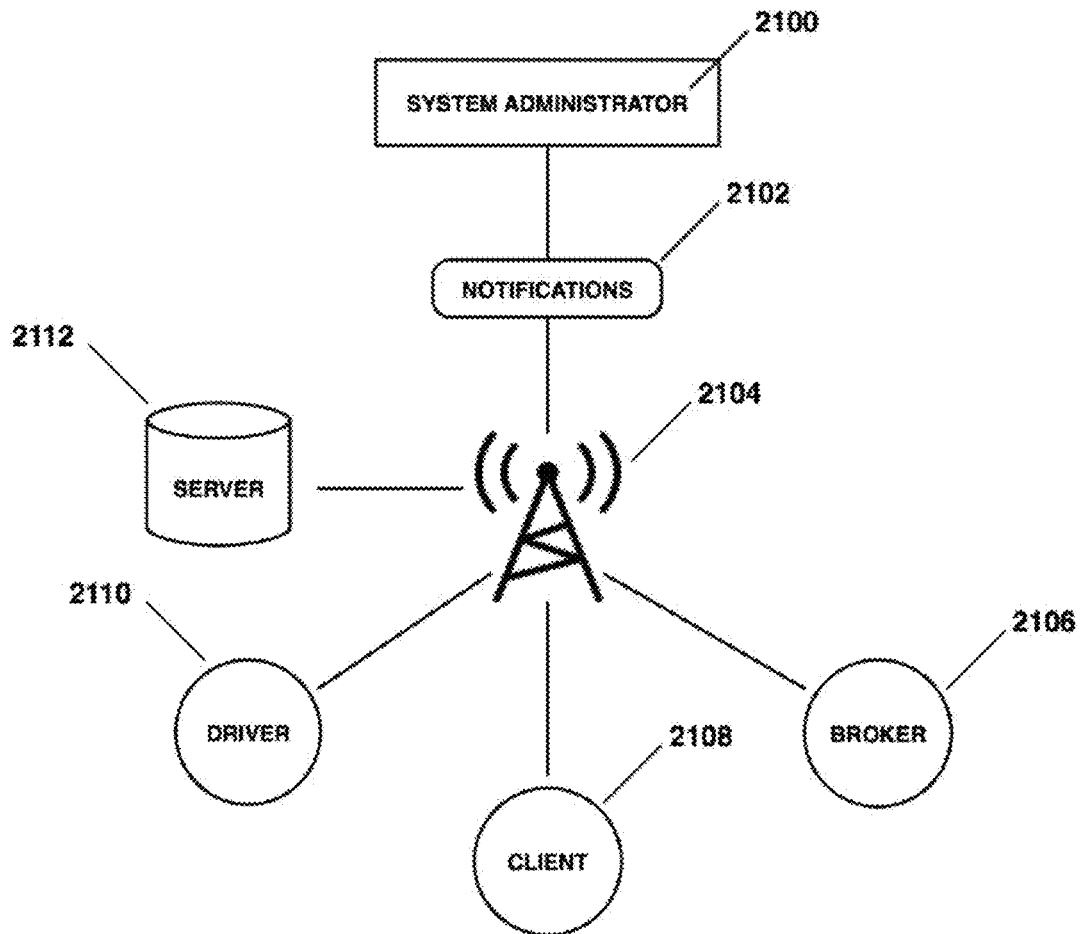 2100
SYSTEM ADMINISTRATOR
2102
NOTIFICATIONS
2112
2104
SERVER
2110
2106
DRIVER
2108
BROKER
CLIENT